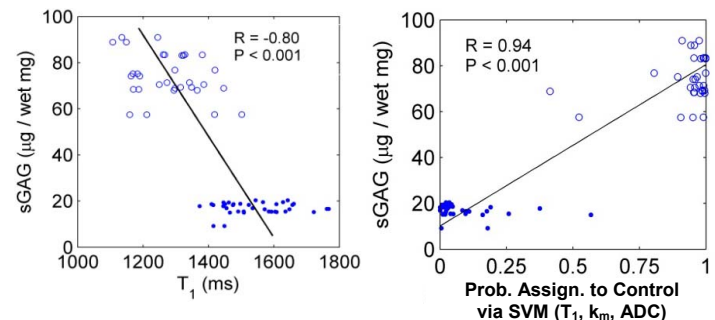 R = -0.80
P < 0.001
sGAG (μg / wet mg)
100
80
60
40
20
0
1000
1200
1400
1600
1800
T1 (ms)
R = 0.94
P < 0.001
sGAG (μg / wet mg)
100
80
60
40
20
0
0
0.25
0.5
0.75
1
Prob. Assign. to Control
via SVM (T1, km, ADC)